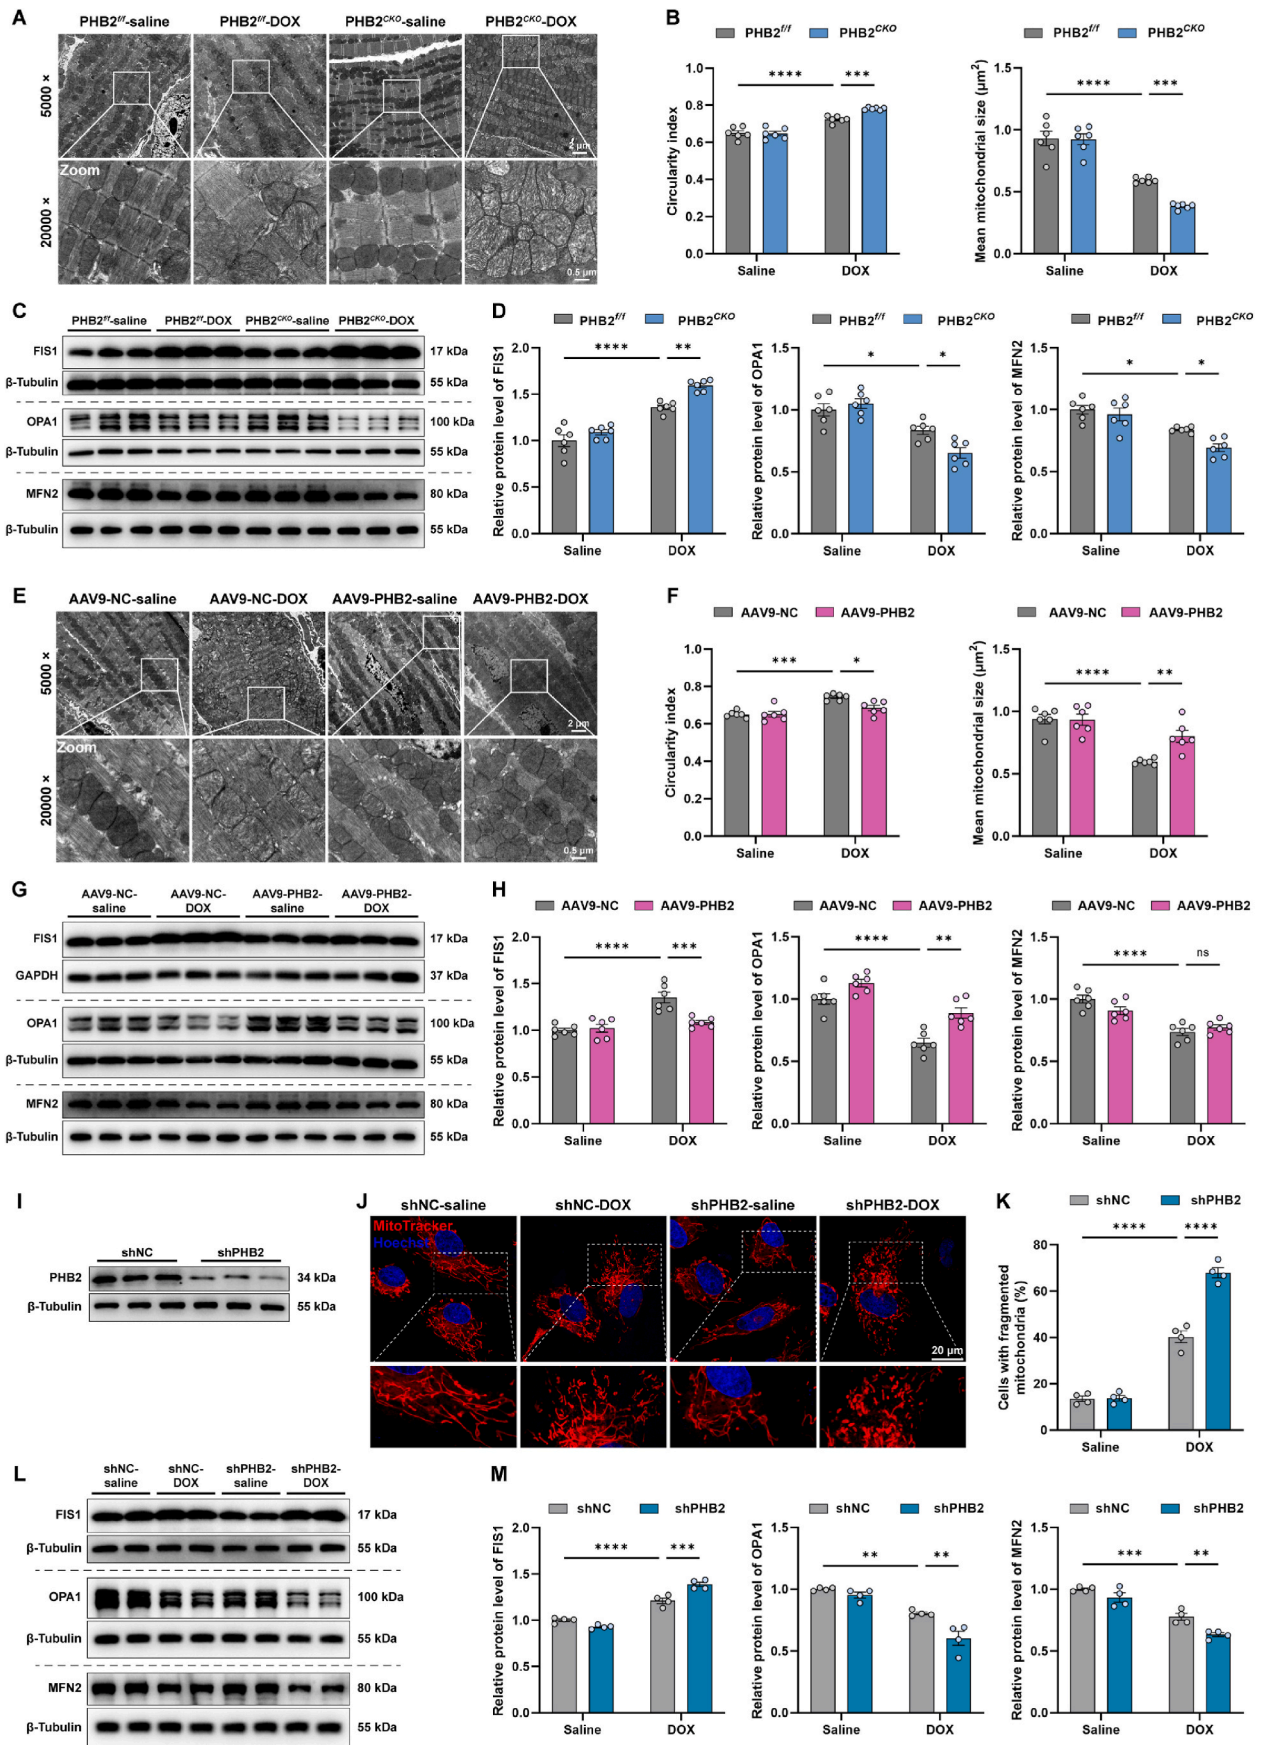 A
PHB2f/f-saline PHB2f/f-DOX PHB2CKO-saline PHB2CKO-DOX
5000 ×
2 μm
Zoom
20000 ×
0.5 μm
B
PHB2f/f PHB2CKO
Circularity index
1.0
0.8
0.6
0.4
0.2
0.0
**** ***
Saline DOX
PHB2f/f PHB2CKO
Mean mitochondrial size (μm2)
1.5
1.0
0.5
0.0
**** ***
Saline DOX
C
PHB2f/f-saline PHB2f/f-DOX PHB2CKO-saline PHB2CKO-DOX
FIS1 17 kDa
β-Tubulin 55 kDa
OPA1 100 kDa
β-Tubulin 55 kDa
MFN2 80 kDa
β-Tubulin 55 kDa
D
PHB2f/f PHB2CKO
Relative protein level of FIS1
2.0
1.5
1.0
0.5
0.0
**** **
Saline DOX
PHB2f/f PHB2CKO
Relative protein level of OPA1
1.5
1.0
0.5
0.0
* *
Saline DOX
PHB2f/f PHB2CKO
Relative protein level of MFN2
1.5
1.0
0.5
0.0
* *
Saline DOX
E
AAV9-NC-saline AAV9-NC-DOX AAV9-PHB2-saline AAV9-PHB2-DOX
5000 ×
2 μm
Zoom
20000 ×
0.5 μm
F
AAV9-NC AAV9-PHB2
Circularity index
1.0
0.8
0.6
0.4
0.2
0.0
*** *
Saline DOX
AAV9-NC AAV9-PHB2
Mean mitochondrial size (μm2)
1.5
1.0
0.5
0.0
**** **
Saline DOX
G
AAV9-NC-saline AAV9-NC-DOX AAV9-PHB2-saline AAV9-PHB2-DOX
FIS1 17 kDa
GAPDH 37 kDa
OPA1 100 kDa
β-Tubulin 55 kDa
MFN2 80 kDa
β-Tubulin 55 kDa
H
AAV9-NC AAV9-PHB2
Relative protein level of FIS1
2.0
1.5
1.0
0.5
0.0
**** ***
Saline DOX
AAV9-NC AAV9-PHB2
Relative protein level of OPA1
1.5
1.0
0.5
0.0
**** **
Saline DOX
AAV9-NC AAV9-PHB2
Relative protein level of MFN2
1.5
1.0
0.5
0.0
**** ns
Saline DOX
I
shNC shPHB2
PHB2 34 kDa
β-Tubulin 55 kDa
J
shNC-saline shNC-DOX shPHB2-saline shPHB2-DOX
MitoTracker
Hoechst
20 μm
K
shNC shPHB2
Cells with fragmented
mitochondria (%)
80
60
40
20
0
**** ****
Saline DOX
L
shNC-saline shNC-DOX shPHB2-saline shPHB2-DOX
FIS1 17 kDa
β-Tubulin 55 kDa
OPA1 100 kDa
β-Tubulin 55 kDa
MFN2 80 kDa
β-Tubulin 55 kDa
M
shNC shPHB2
Relative protein level of FIS1
2.0
1.5
1.0
0.5
0.0
**** ***
Saline DOX
shNC shPHB2
Relative protein level of OPA1
1.5
1.0
0.5
0.0
** **
Saline DOX
shNC shPHB2
Relative protein level of MFN2
1.5
1.0
0.5
0.0
*** **
Saline DOX